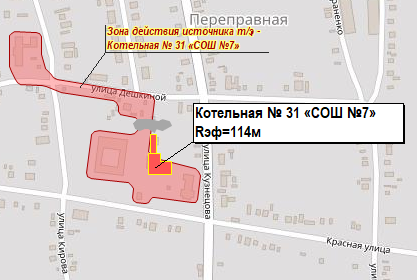 Переправная
Зона действия источника т/э -
Котельная № 31 «СОШ №7»
улица Дешкиной
Котельная № 31 «СОШ №7»
Rэф=114м
улица Кузнецова
улица Кирова
Красная улица